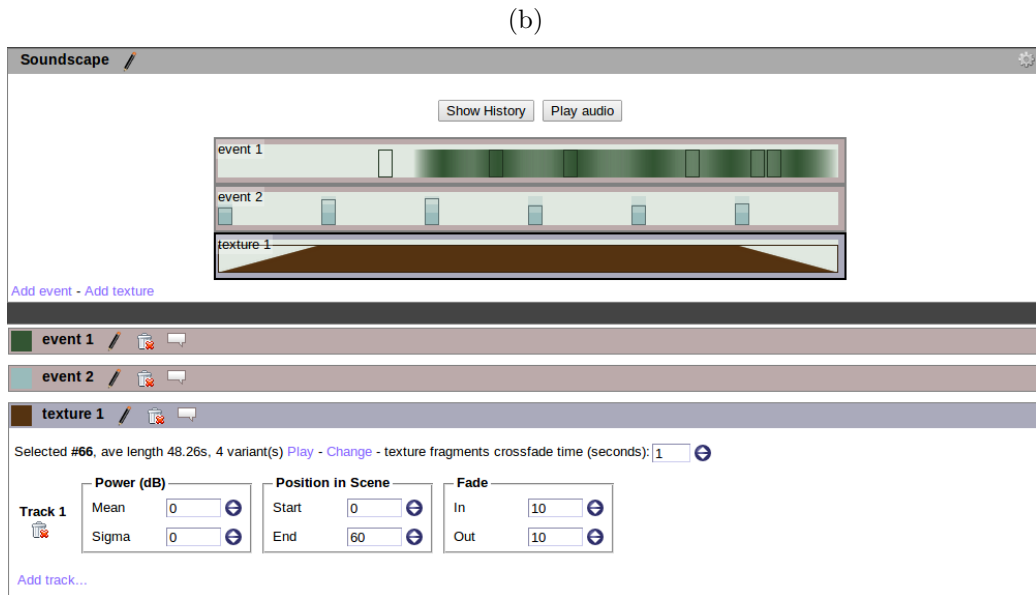 (b)
Soundscape
Show History Play audio
event 1
event 2
texture 1
Add event - Add texture
event 1
event 2
texture 1
Selected #66, ave length 48.26s, 4 variant(s) Play - Change - texture fragments crossfade time (seconds): 1
Power (dB) Position in Scene Fade
Track 1 Mean 0 Start 0 In 10
Sigma 0 End 60 Out 10
Add track...